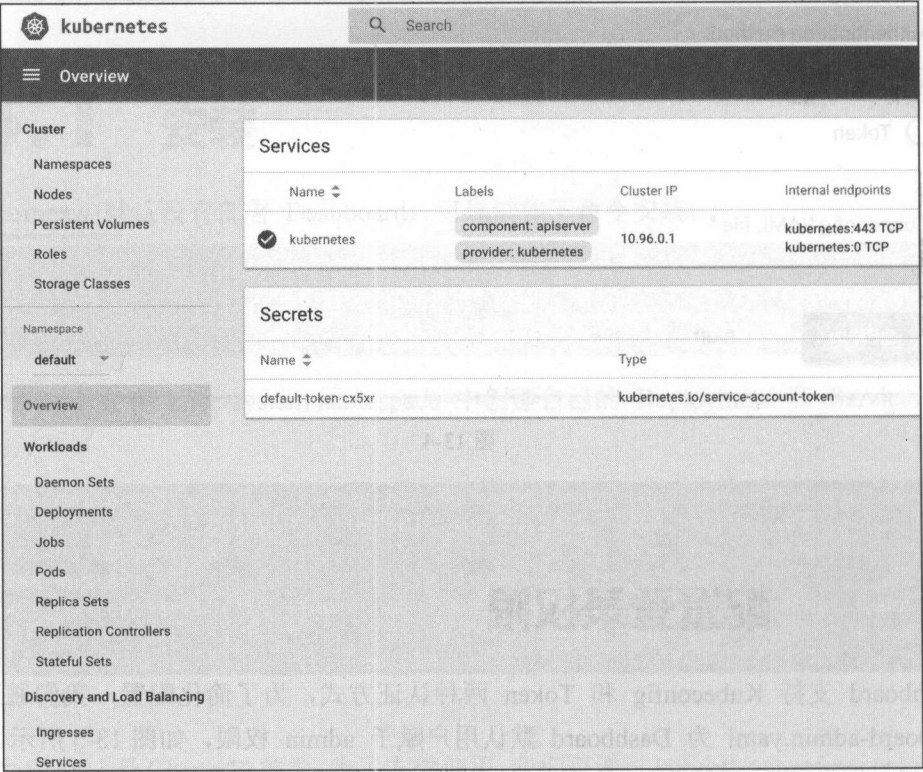 kubernetes
Search
Overview
Cluster
Namespaces
Nodes
Persistent Volumes
Roles
Storage Classes
Namespace
default
Overview
Workloads
Daemon Sets
Deployments
Jobs
Pods
Replica Sets
Replication Controllers
Stateful Sets
Discovery and Load Balancing
Ingresses
Services
Services
Name Labels Cluster IP Internal endpoints
kubernetes component: apiserver provider: kubernetes 10.96.0.1 kubernetes:443 TCP kubernetes:0 TCP
Secrets
Name Type
default-token-cx5xr kubernetes.io/service-account-token